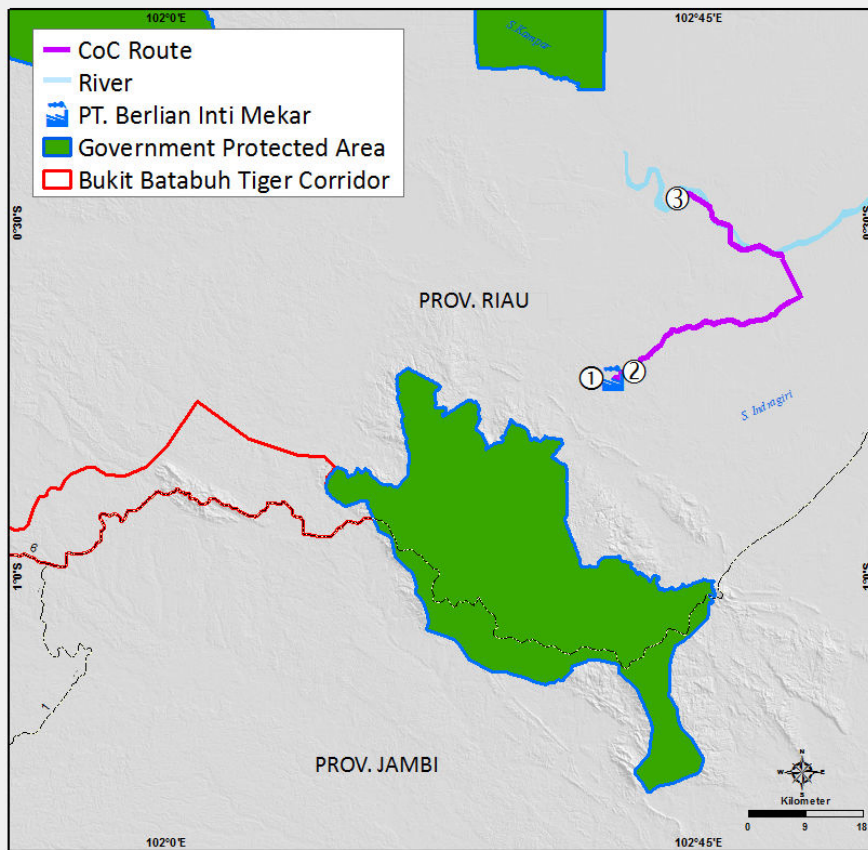 102°0'E
102°45'E
CoC Route
River
PT. Berlian Inti Mekar
Government Protected Area
Bukit Batabuh Tiger Corridor
S. Kampar
0°30'S
0°30'S
③
PROV. RIAU
① ②
S. Indragiri
6
1°0'S
1°0'S
1
PROV. JAMBI
N
W E
S
Kilometer
0 9 18
102°0'E
102°45'E